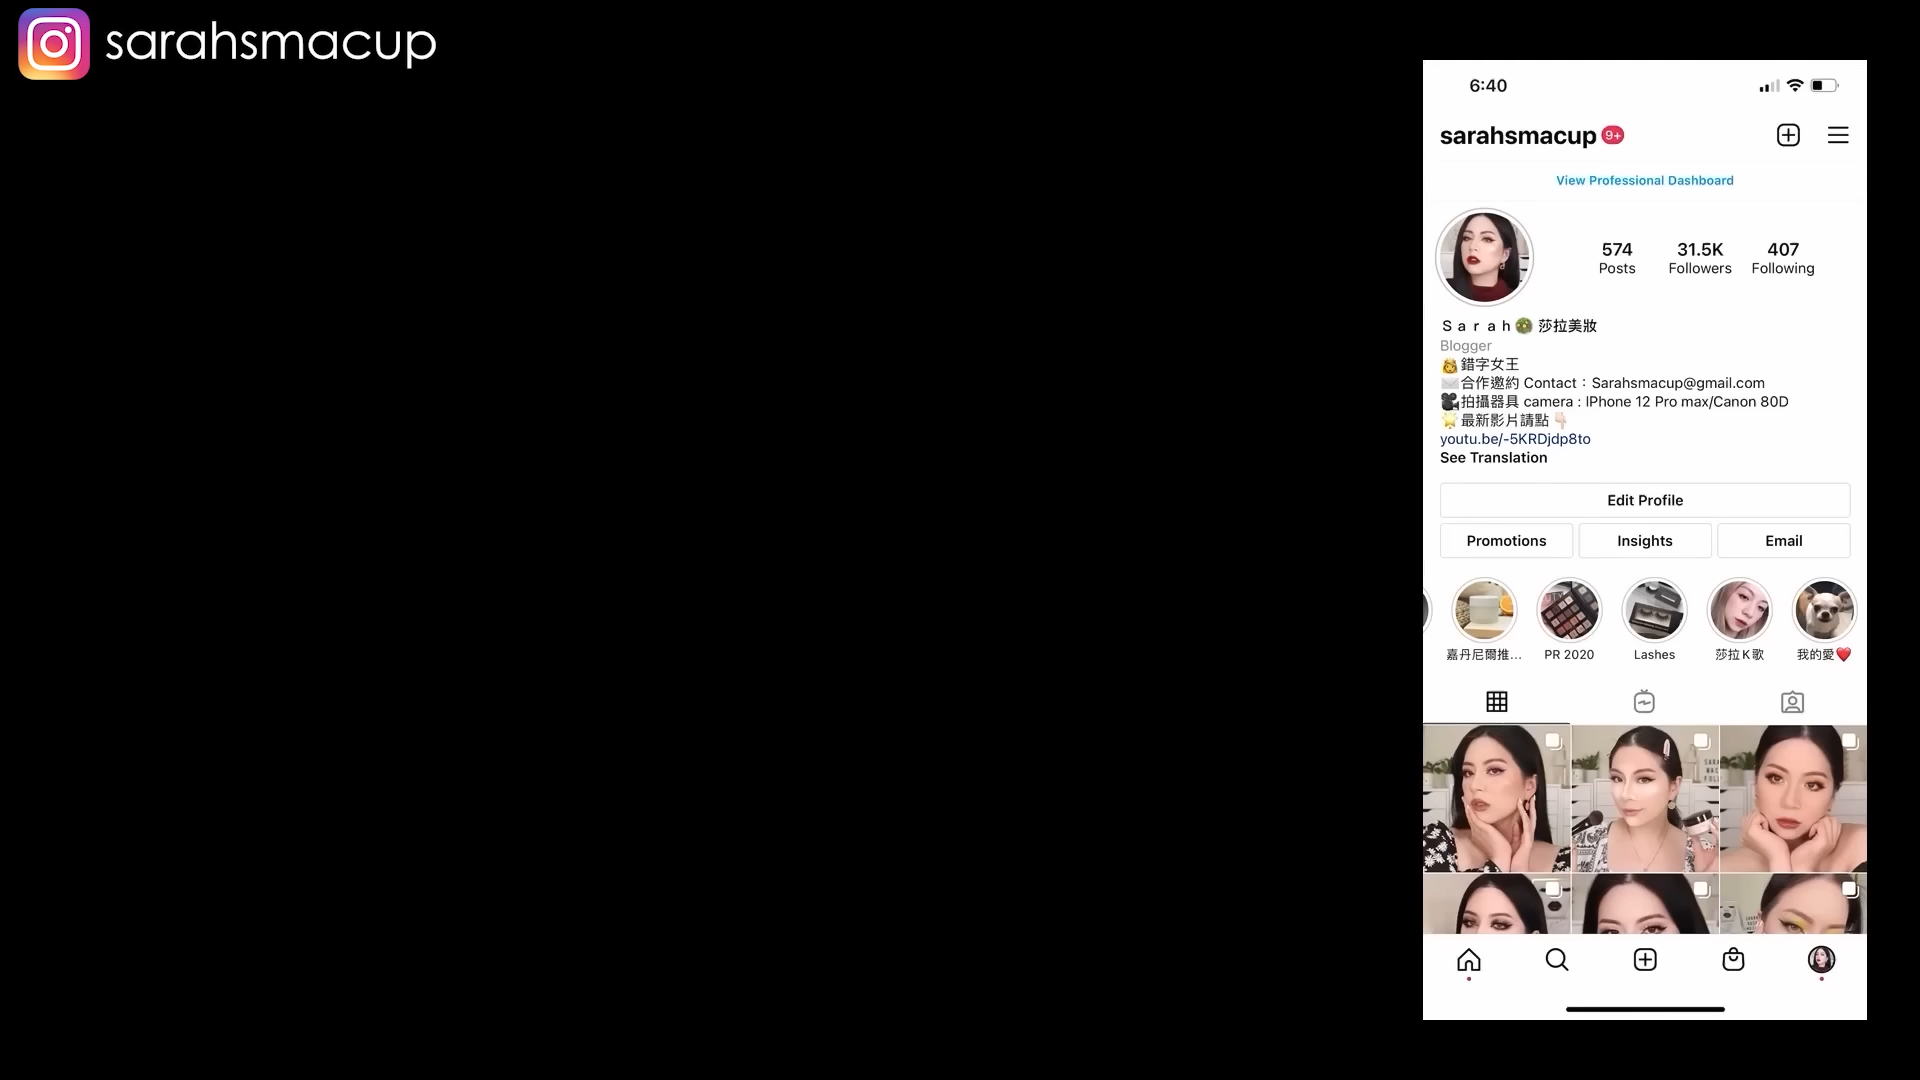 sarahsmacup
6:40
sarahsmacup 9+
View Professional Dashboard
574 31.5K 407
Posts Followers Following
Ｓａｒａｈ 莎拉美妝
Blogger
錯字女王
合作邀約 Contact：Sarahsmacup@gmail.com
拍攝器具 camera : IPhone 12 Pro max/Canon 80D
最新影片請點
youtu.be/-5KRDjdp8to
See Translation
Edit Profile
Promotions Insights Email
嘉丹尼爾推... PR 2020 Lashes 莎拉K歌 我的愛